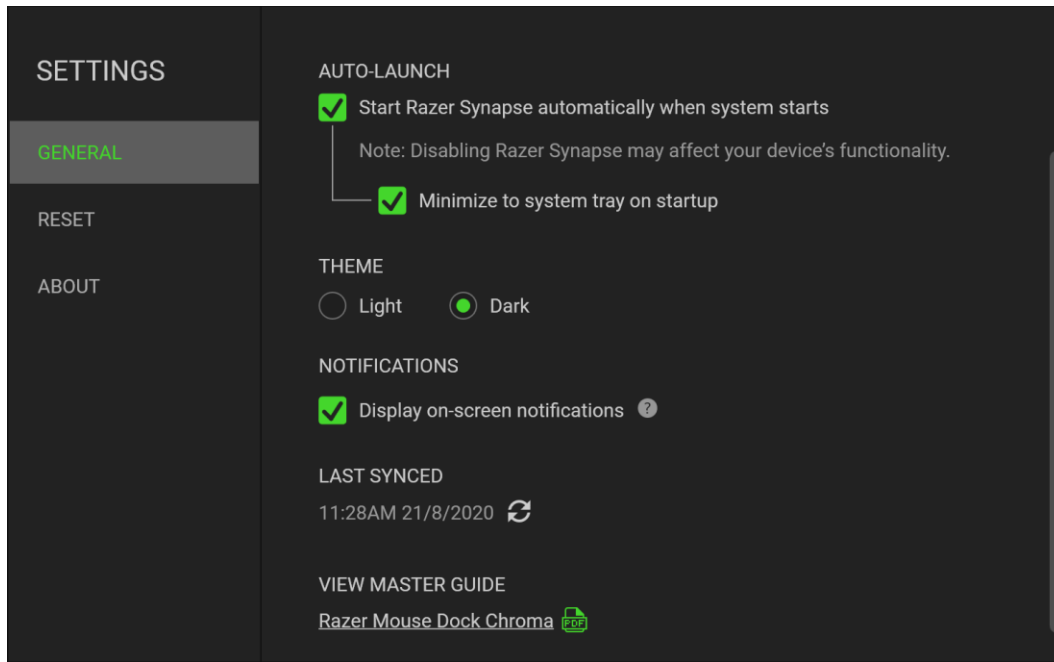 SETTINGS
GENERAL
RESET
ABOUT
AUTO-LAUNCH
Start Razer Synapse automatically when system starts
Note: Disabling Razer Synapse may affect your device’s functionality.
Minimize to system tray on startup
THEME
Light Dark
NOTIFICATIONS
Display on-screen notifications ?
LAST SYNCED
11:28AM 21/8/2020
VIEW MASTER GUIDE
Razer Mouse Dock Chroma PDF